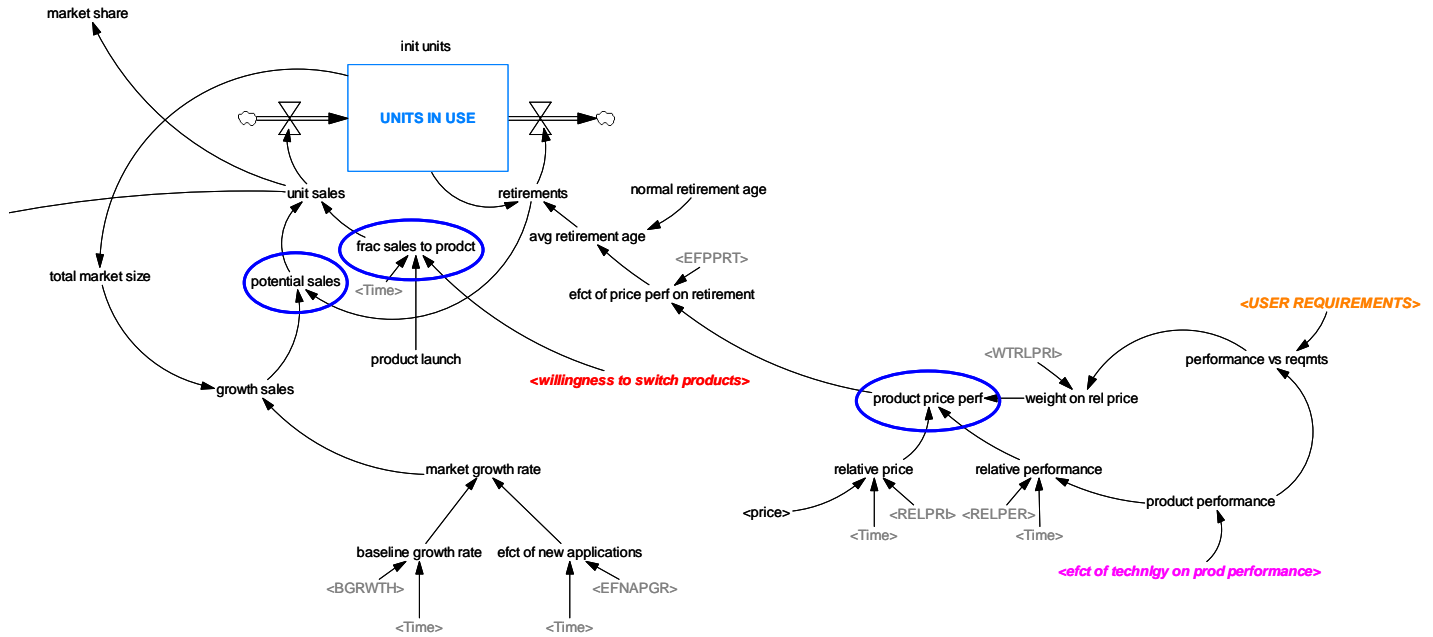 market share
init units
UNITS IN USE
unit sales
retirements
normal retirement age
frac sales to prodct
avg retirement age
<EFPPRT>
total market size
potential sales
<Time>
efct of price perf on retirement
<USER REQUIREMENTS>
product launch
<WTRLPRI>
performance vs reqmts
<willingness to switch products>
growth sales
product price perf
weight on rel price
market growth rate
relative price
relative performance
product performance
<price>
<RELPRI>
<RELPER>
<Time>
<Time>
baseline growth rate
efct of new applications
<efct of technlgy on prod performance>
<BGRWTH>
<EFNAPGR>
<Time>
<Time>